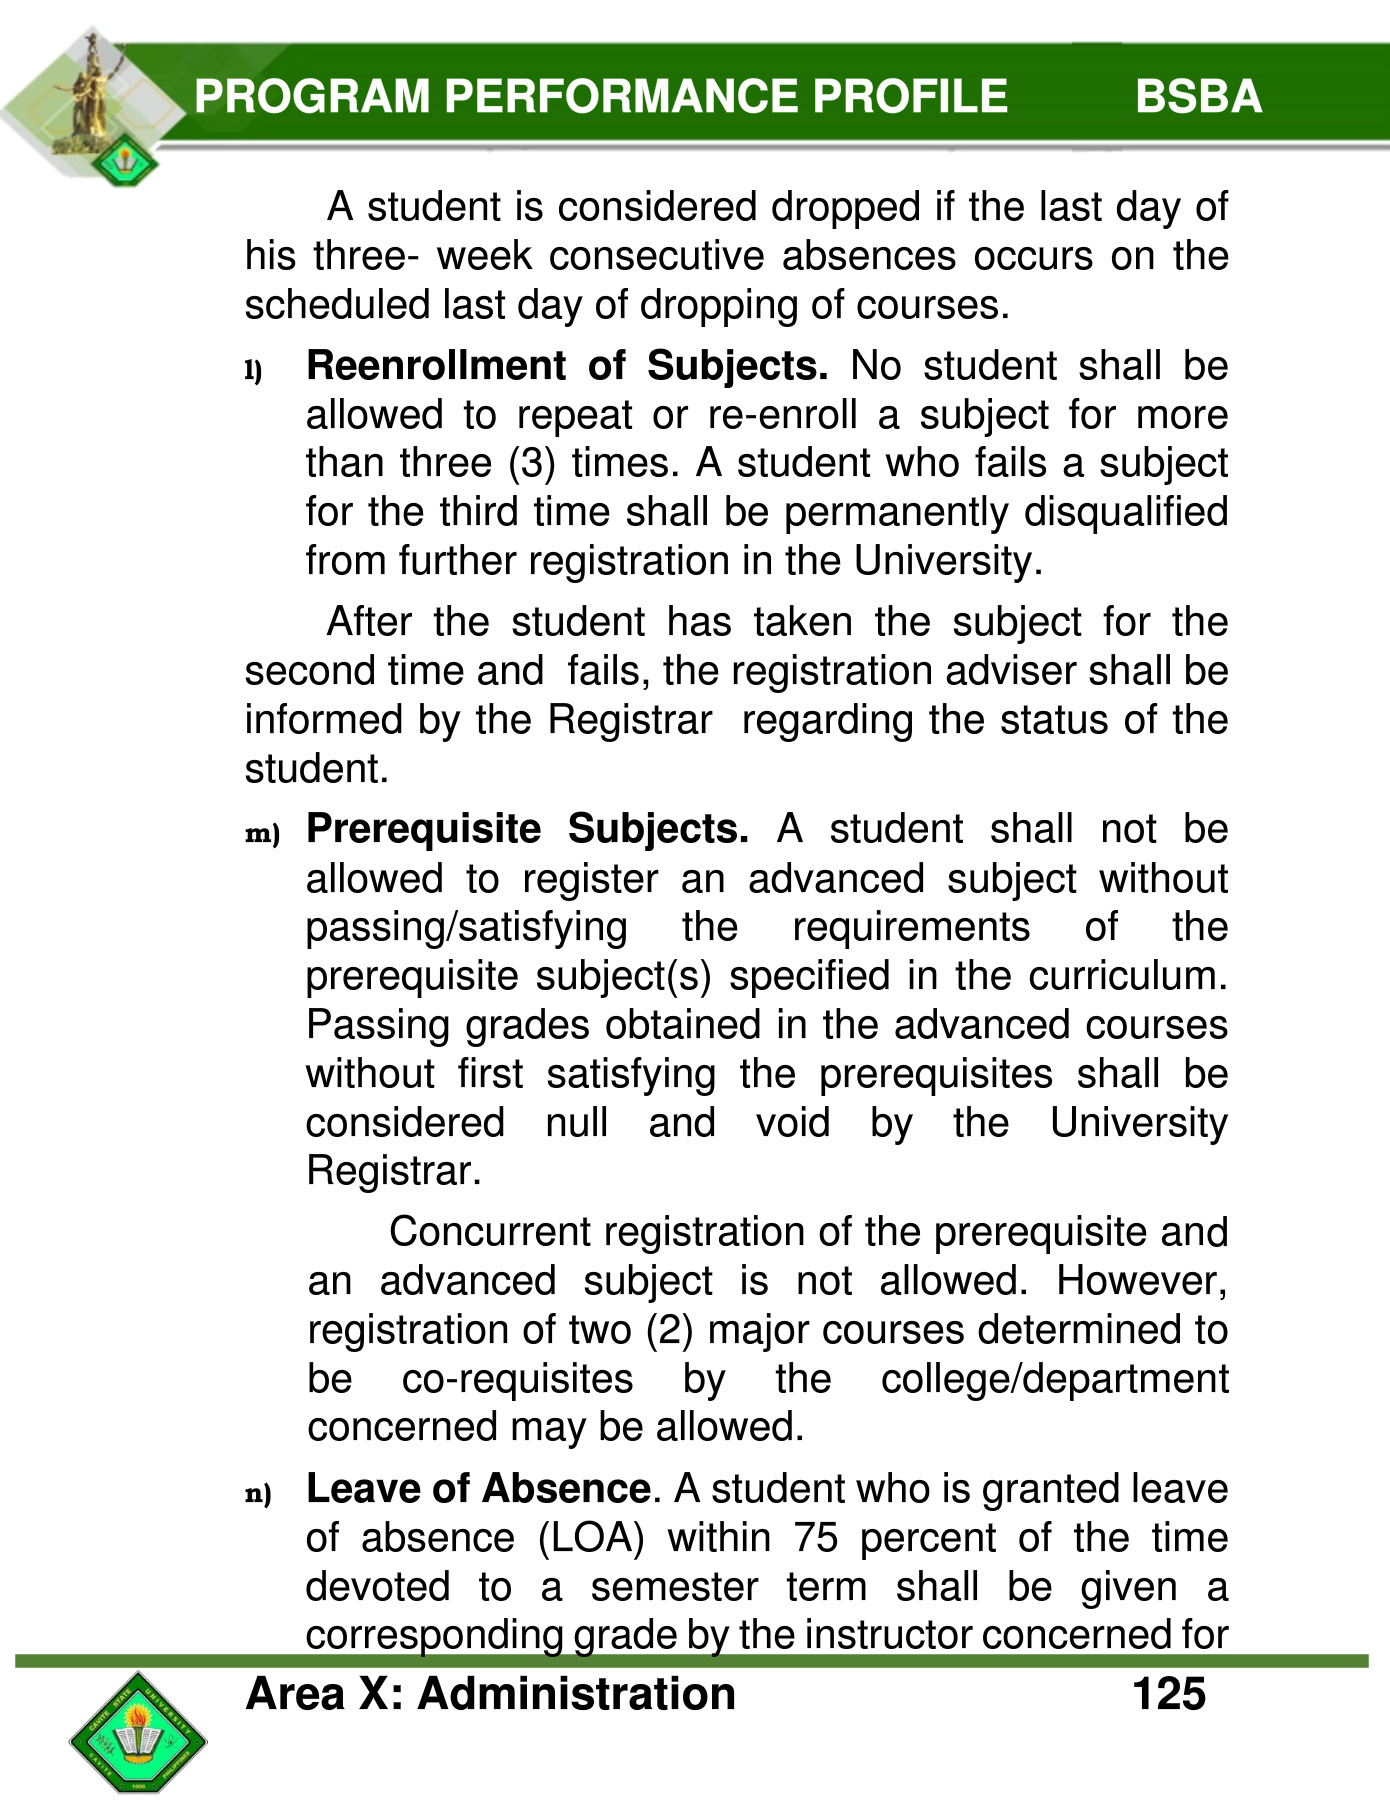 PROGRAM PERFORMANCE PROFILE BSBA
A student is considered dropped if the last day of
his three- week consecutive absences occurs on the
scheduled last day of dropping of courses.
l) Reenrollment of Subjects. No student shall be
allowed to repeat or re-enroll a subject for more
than three (3) times. A student who fails a subject
for the third time shall be permanently disqualified
from further registration in the University.
After the student has taken the subject for the
second time and fails, the registration adviser shall be
informed by the Registrar regarding the status of the
student.
m) Prerequisite Subjects. A student shall not be
allowed to register an advanced subject without
passing/satisfying the requirements of the
prerequisite subject(s) specified in the curriculum.
Passing grades obtained in the advanced courses
without first satisfying the prerequisites shall be
considered null and void by the University
Registrar.
Concurrent registration of the prerequisite and
an advanced subject is not allowed. However,
registration of two (2) major courses determined to
be co-requisites by the college/department
concerned may be allowed.
n) Leave of Absence. A student who is granted leave
of absence (LOA) within 75 percent of the time
devoted to a semester term shall be given a
corresponding grade by the instructor concerned for
Area X: Administration 125
CAVITE STATE UNIVERSITY
CAVITE PHILIPPINES
1906